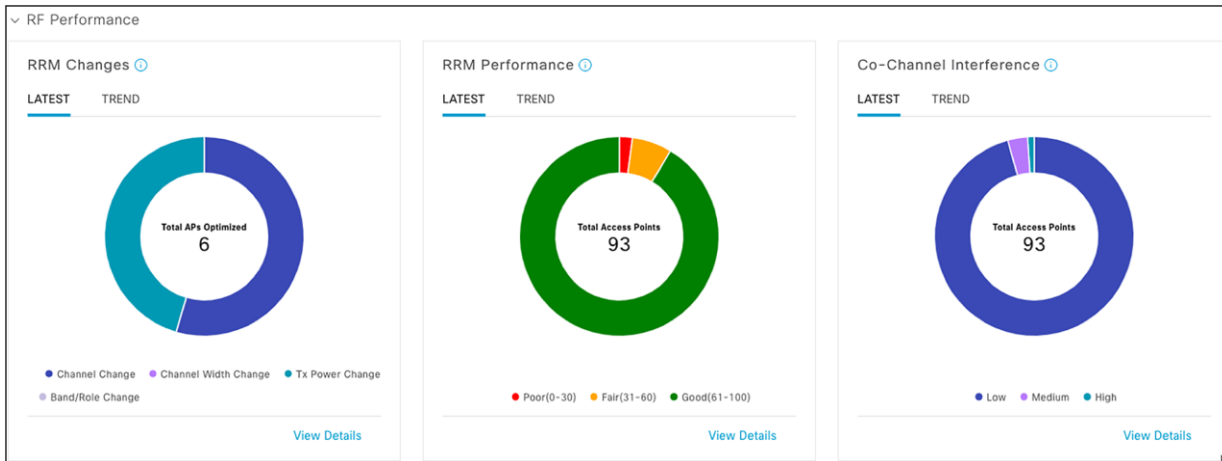 RF Performance
RRM Changes
LATEST TREND
Total APs Optimized
6
Channel Change Channel Width Change Tx Power Change
Band/Role Change
View Details
RRM Performance
LATEST TREND
Total Access Points
93
Poor(0-30) Fair(31-60) Good(61-100)
View Details
Co-Channel Interference
LATEST TREND
Total Access Points
93
Low Medium High
View Details